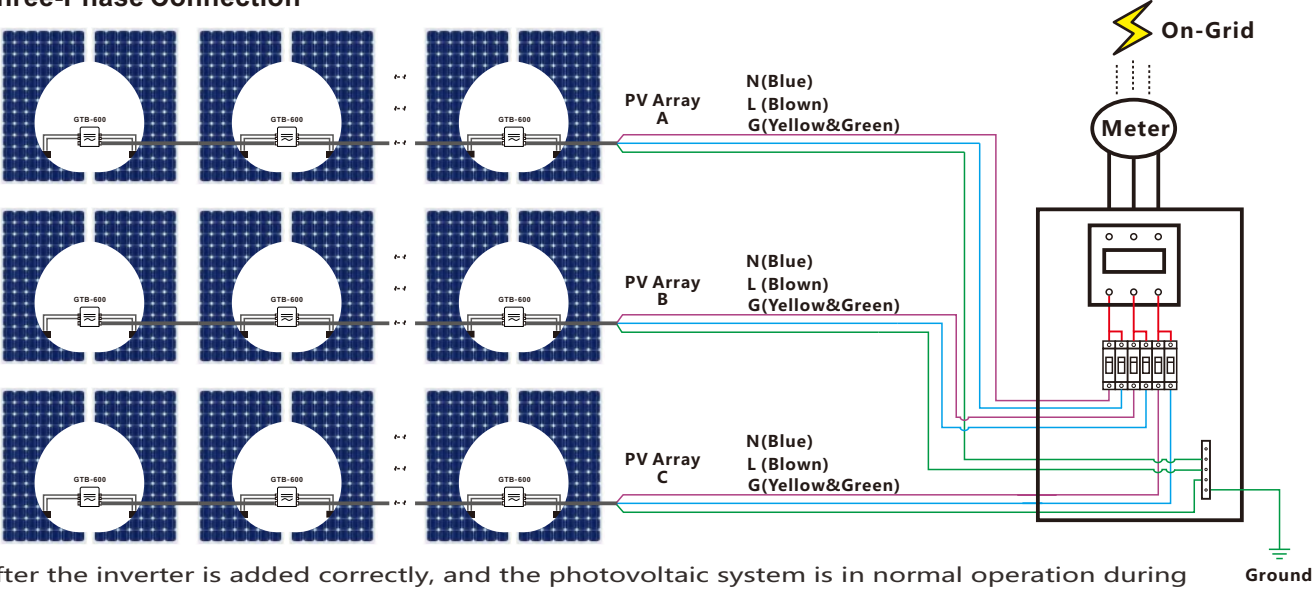 hree-Phase Connection
On-Grid
Meter
GTB-600 GTB-600 GTB-600
PV Array
A
N(Blue)
L (Blown)
G(Yellow&Green)
GTB-600 GTB-600 GTB-600
PV Array
B
N(Blue)
L (Blown)
G(Yellow&Green)
GTB-600 GTB-600 GTB-600
PV Array
C
N(Blue)
L (Blown)
G(Yellow&Green)
Ground
fter the inverter is added correctly, and the photovoltaic system is in normal operation during